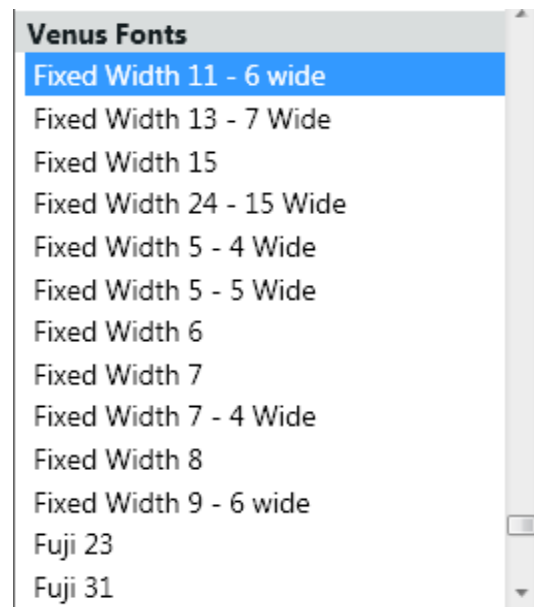 Venus Fonts
Fixed Width 11 - 6 wide
Fixed Width 13 - 7 Wide
Fixed Width 15
Fixed Width 24 - 15 Wide
Fixed Width 5 - 4 Wide
Fixed Width 5 - 5 Wide
Fixed Width 6
Fixed Width 7
Fixed Width 7 - 4 Wide
Fixed Width 8
Fixed Width 9 - 6 wide
Fuji 23
Fuji 31